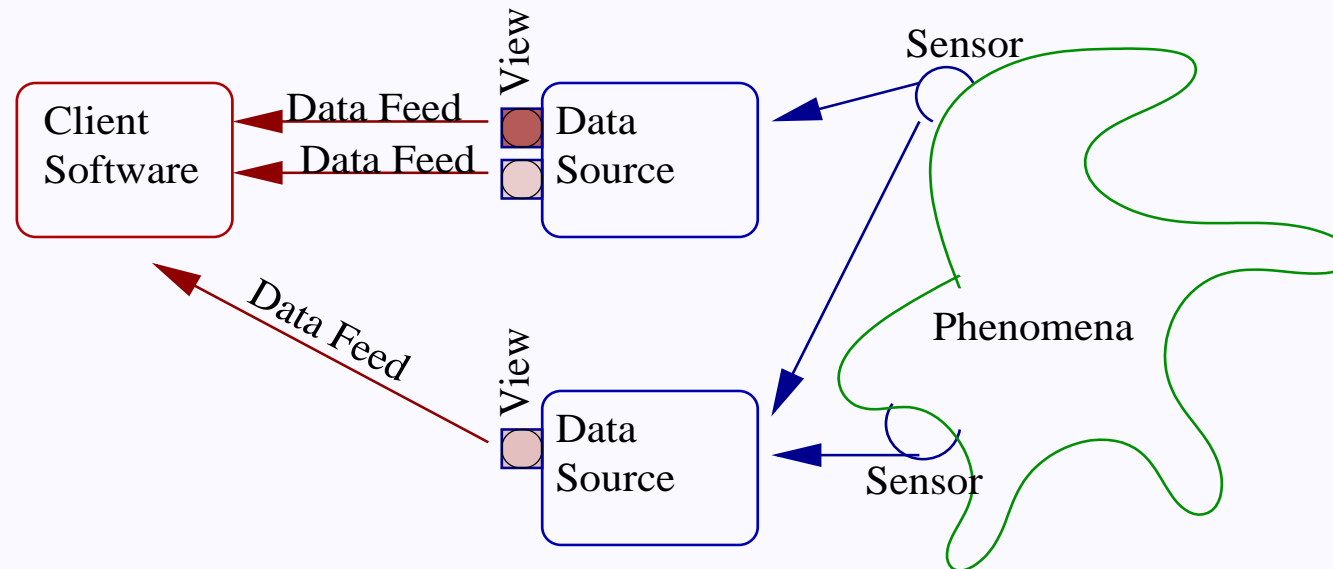 Sensor
View
Client
Software
Data Feed
Data Feed
Data
Source
Data Feed
Phenomena
View
Data
Source
Sensor